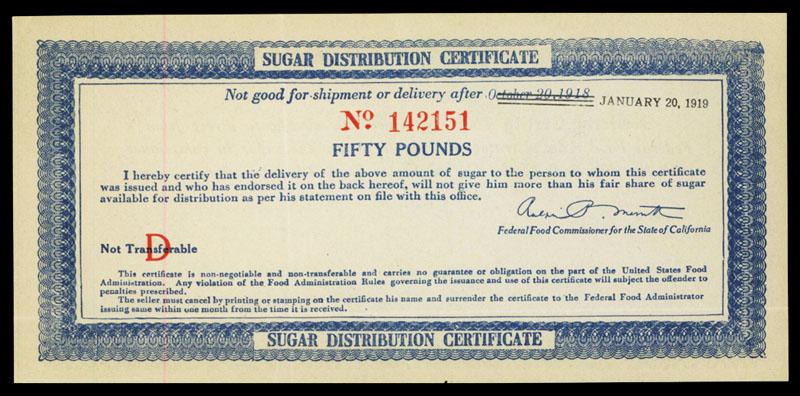 SUGAR DISTRIBUTION CERTIFICATE
Not good for shipment or delivery after October 20, 1918. JANUARY 20, 1919
No 142151
FIFTY POUNDS
I hereby certify that the delivery of the above amount of sugar to the person to whom this certificate
was issued and who has endorsed it on the back hereof, will not give him more than his fair share of sugar
available for distribution as per his statement on file with this office.
Federal Food Commissioner for the State of California
Not Transferable
D
This certificate is non-negotiable and non-transferable and carries no guarantee or obligation on the part of the United States Food
Administration. Any violation of the Food Administration Rules governing the issuance and use of this certificate will subject the offender to
penalties prescribed.
The seller must cancel by printing or stamping on the certificate his name and surrender the certificate to the Federal Food Administrator
issuing same within one month from the time it is received.
SUGAR DISTRIBUTION CERTIFICATE